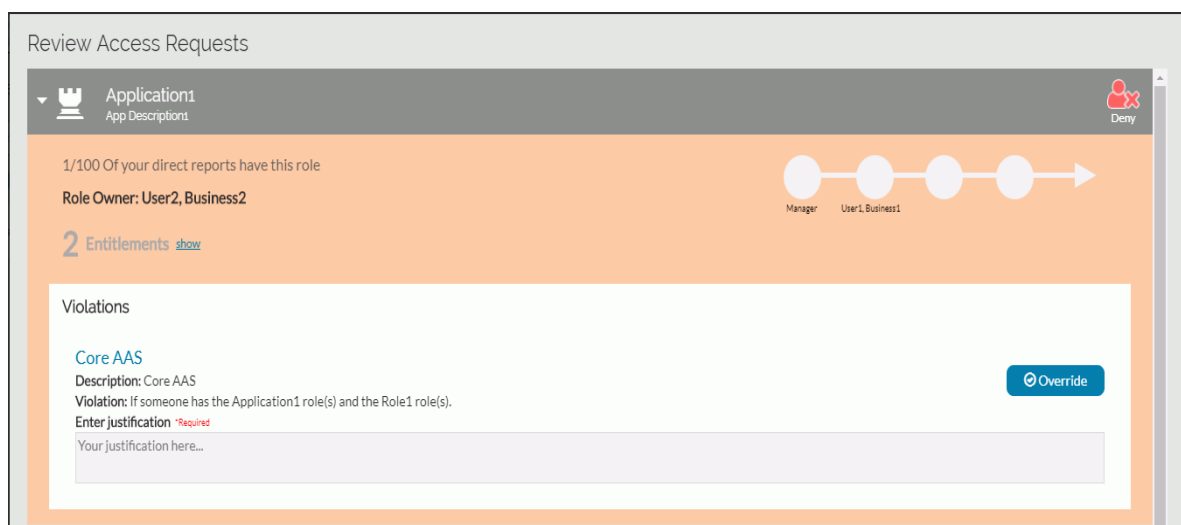 Review Access Requests
Application1
App Description1
Deny
1/100 Of your direct reports have this role
Role Owner: User2, Business2
Manager
User1, Business1
2 Entitlements show
Violations
Core AAS
Description: Core AAS
Override
Violation: If someone has the Application1 role(s) and the Role1 role(s).
Enter justification *Required
Your justification here...